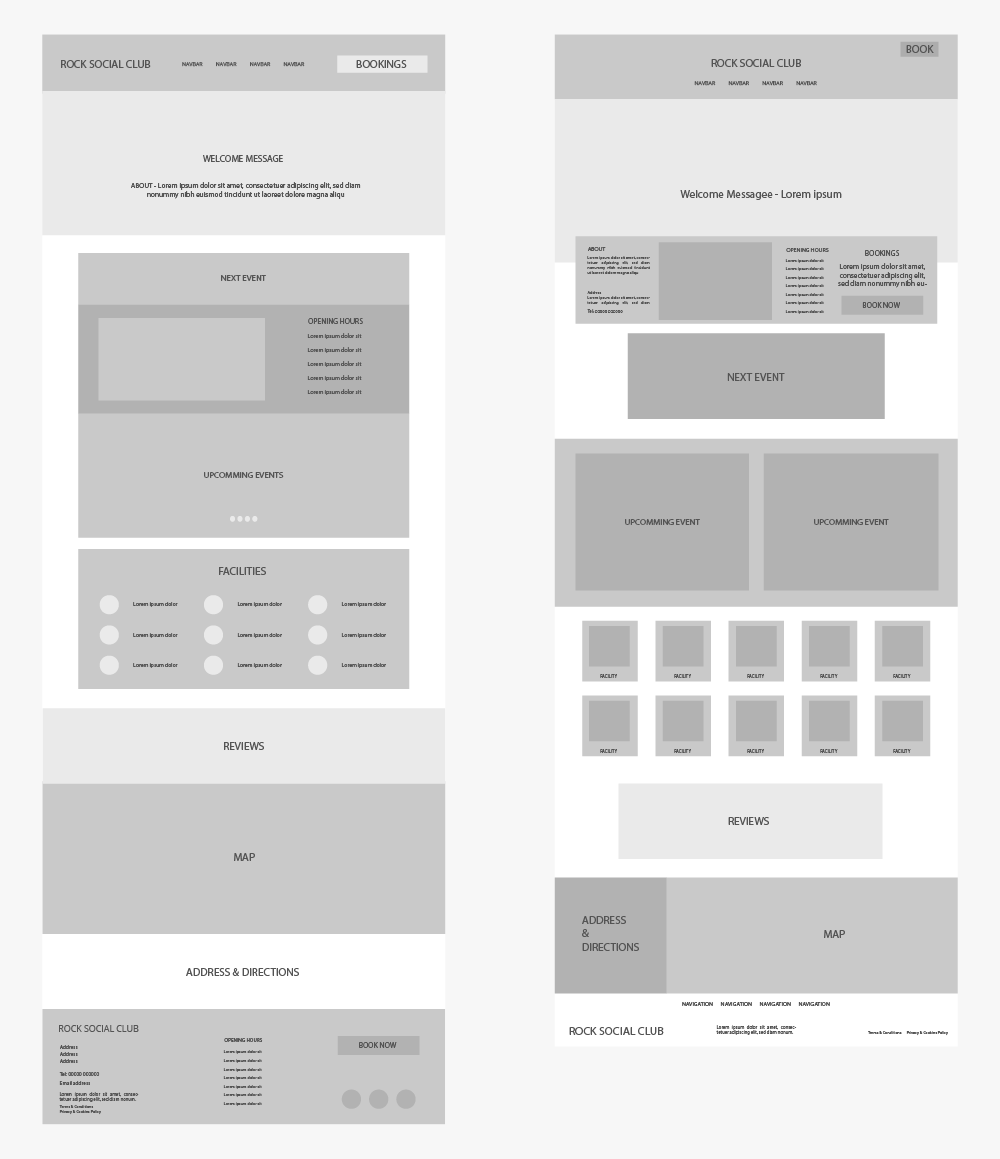 ROCK SOCIAL CLUB
NAVBAR NAVBAR NAVBAR NAVBAR
BOOKINGS
WELCOME MESSAGE
ABOUT - Lorem ipsum dolor sit amet, consectetuer adipiscing elit, sed diam
nonummy nibh euismod tincidunt ut laoreet dolore magna aliqu
NEXT EVENT
OPENING HOURS
Lorem ipsum dolor sit
Lorem ipsum dolor sit
Lorem ipsum dolor sit
Lorem ipsum dolor sit
Lorem ipsum dolor sit
UPCOMMING EVENTS
FACILITIES
Lorem ipsum dolor Lorem ipsum dolor Lorem ipsum dolor
Lorem ipsum dolor Lorem ipsum dolor Lorem ipsum dolor
Lorem ipsum dolor Lorem ipsum dolor Lorem ipsum dolor
REVIEWS
MAP
ADDRESS & DIRECTIONS
ROCK SOCIAL CLUB
Address
Address
Address
Tel: 00000 000000
Email address
Lorem ipsum dolor sit amet, consec-
tetuer adipiscing elit, sed diam nonum.
Terms & Conditions
Privacy & Cookies Policy
OPENING HOURS
Lorem ipsum dolor sit
Lorem ipsum dolor sit
Lorem ipsum dolor sit
Lorem ipsum dolor sit
Lorem ipsum dolor sit
Lorem ipsum dolor sit
Lorem ipsum dolor sit
BOOK NOW
BOOK
ROCK SOCIAL CLUB
NAVBAR NAVBAR NAVBAR NAVBAR
Welcome Messagee - Lorem ipsum
ABOUT
Lorem ipsum dolor sit amet, consec-
tetuer adipiscing elit, sed diam
nonummy nibh euismod tincidunt
ut laoreet dolore magna aliqu.
Address
Lorem ipsum dolor sit amet, consec-
tetuer adipiscing elit, sed diam
Tel: 00000 000000
OPENING HOURS
Lorem ipsum dolor sit
Lorem ipsum dolor sit
Lorem ipsum dolor sit
Lorem ipsum dolor sit
Lorem ipsum dolor sit
Lorem ipsum dolor sit
Lorem ipsum dolor sit
BOOKINGS
Lorem ipsum dolor sit amet,
consectetuer adipiscing elit,
sed diam nonummy nibh eu-
BOOK NOW
NEXT EVENT
UPCOMMING EVENT UPCOMMING EVENT
FACILITY FACILITY FACILITY FACILITY FACILITY
FACILITY FACILITY FACILITY FACILITY FACILITY
REVIEWS
ADDRESS
&
DIRECTIONS
MAP
NAVIGATION NAVIGATION NAVIGATION NAVIGATION
ROCK SOCIAL CLUB
Lorem ipsum dolor sit amet, consec-
tetuer adipiscing elit, sed diam nonum.
Terms & Conditions Privacy & Cookies Policy